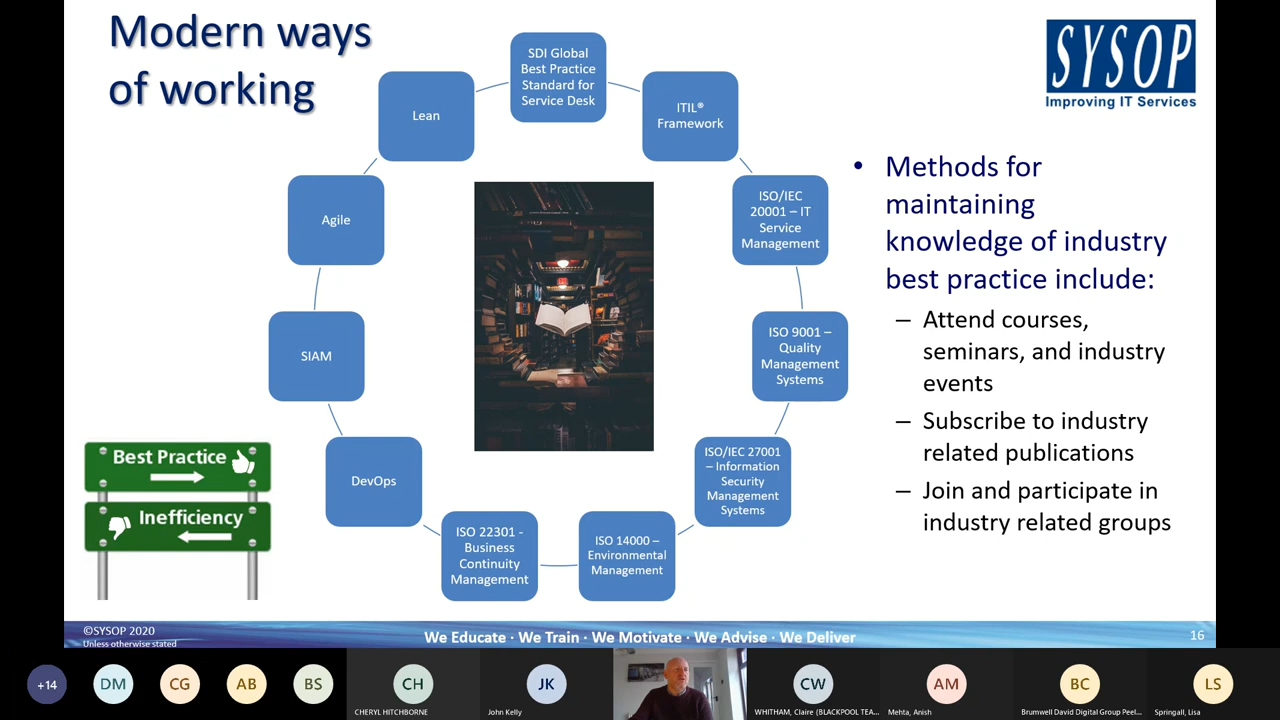 Modern ways
of working
SYSOP
Improving IT Services
SDI Global
Best Practice
Standard for
Service Desk
ITIL®
Framework
ISO/IEC
20001 – IT
Service
Management
ISO 9001 –
Quality
Management
Systems
ISO/IEC 27001
– Information
Security
Management
Systems
ISO 14000 –
Environmental
Management
ISO 22301 -
Business
Continuity
Management
DevOps
SIAM
Agile
Lean
• Methods for
maintaining
knowledge of industry
best practice include:
– Attend courses,
seminars, and industry
events
– Subscribe to industry
related publications
– Join and participate in
industry related groups
Best Practice
Inefficiency
©SYSOP 2020
Unless otherwise stated
We Educate · We Train · We Motivate · We Advise · We Deliver
16
+14
DM
CG
AB
BS
CH
CHERYL HITCHBORNE
JK
John Kelly
CW
WHITHAM, Claire (BLACKPOOL TEA...
AM
Mehta, Anish
BC
Brumwell David Digital Group Peel...
LS
Springall, Lisa